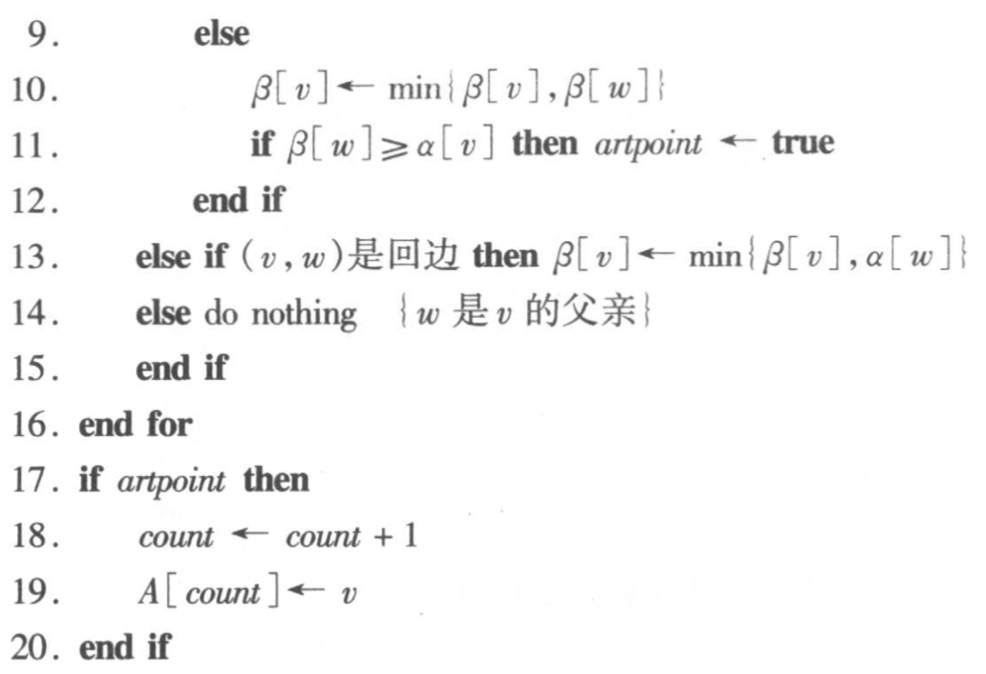 9. else
10. β[v]← min{β[v],β[w]}
11. if β[w]⩾α[v] then artpoint ← true
12. end if
13. else if (v,w)是回边 then β[v]← min{β[v],α[w]}
14. else do nothing {w 是 v 的父亲}
15. end if
16. end for
17. if artpoint then
18. count ← count + 1
19. A[count]← v
20. end if